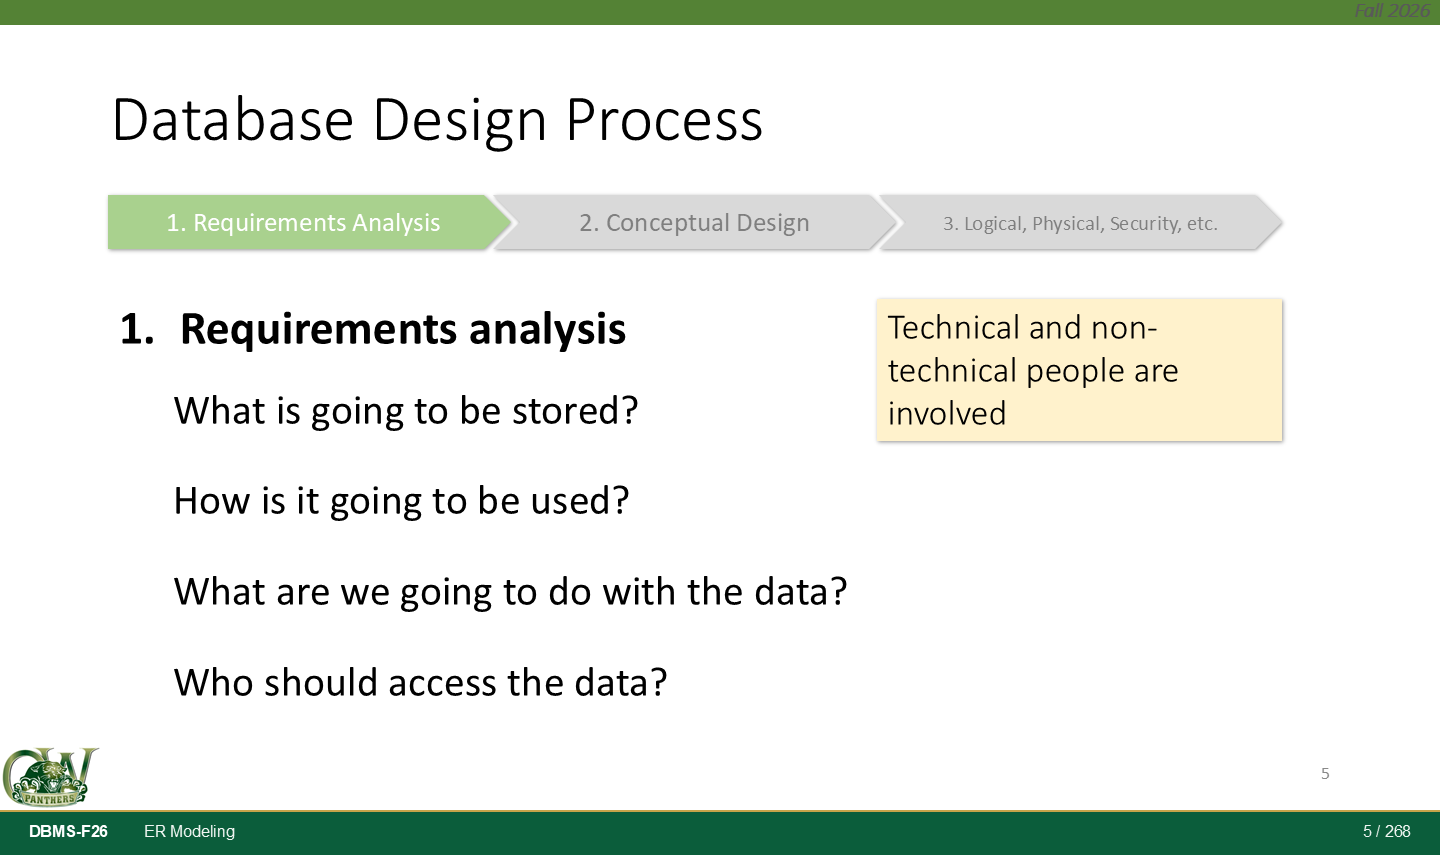 Fall 2026
Database Design Process
1. Requirements Analysis
2. Conceptual Design
3. Logical, Physical, Security, etc.
1. Requirements analysis
Technical and non-
technical people are
involved
What is going to be stored?
How is it going to be used?
What are we going to do with the data?
Who should access the data?
OW
PANTHERS
5
DBMS-F26 ER Modeling 5 / 268